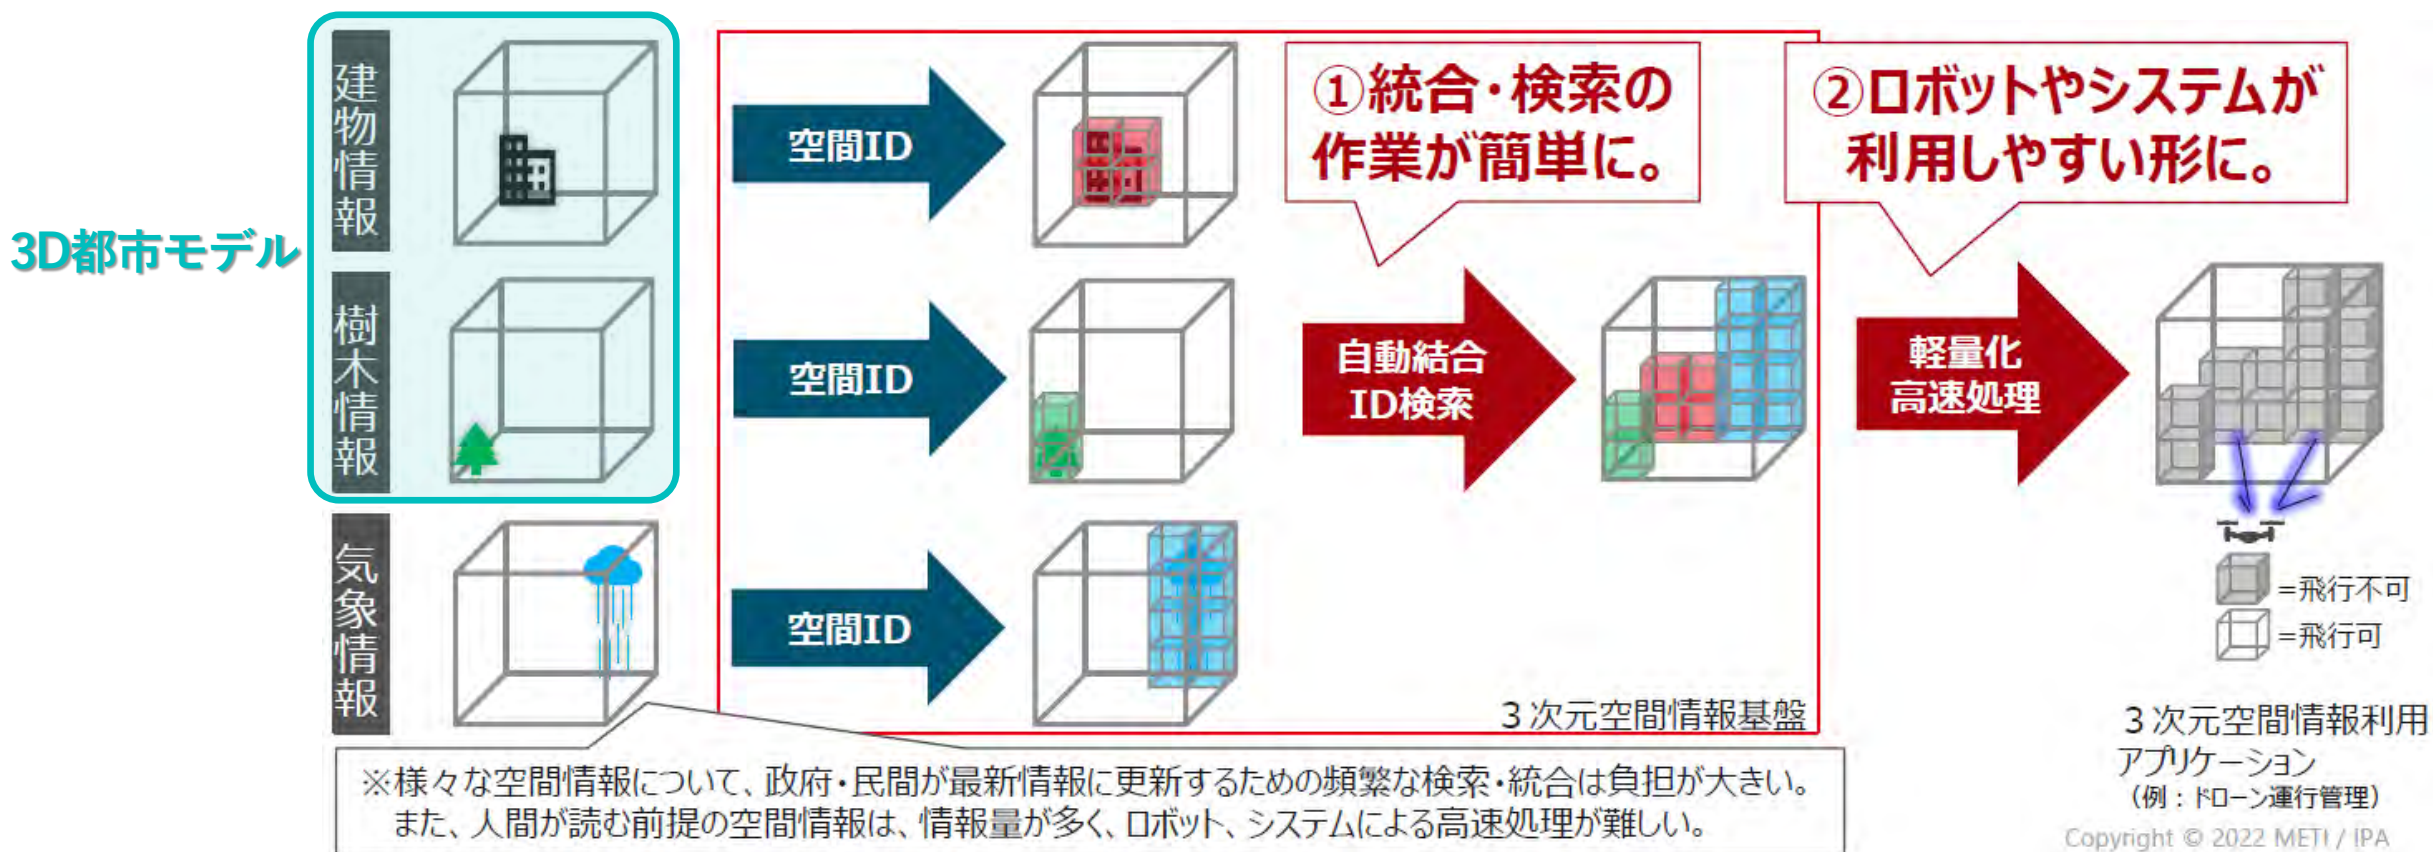 3D都市モデル
建物情報
樹木情報
気象情報
空間ID
空間ID
空間ID
①統合・検索の
作業が簡単に。
自動結合
ID検索
3次元空間情報基盤
②ロボットやシステムが
利用しやすい形に。
軽量化
高速処理
=飛行不可
=飛行可
3次元空間情報利用
アプリケーション
(例：ドローン運行管理)
※様々な空間情報について、政府・民間が最新情報に更新するための頻繁な検索・統合は負担が大きい。
また、人間が読む前提の空間情報は、情報量が多く、ロボット、システムによる高速処理が難しい。
Copyright © 2022 METI / IPA